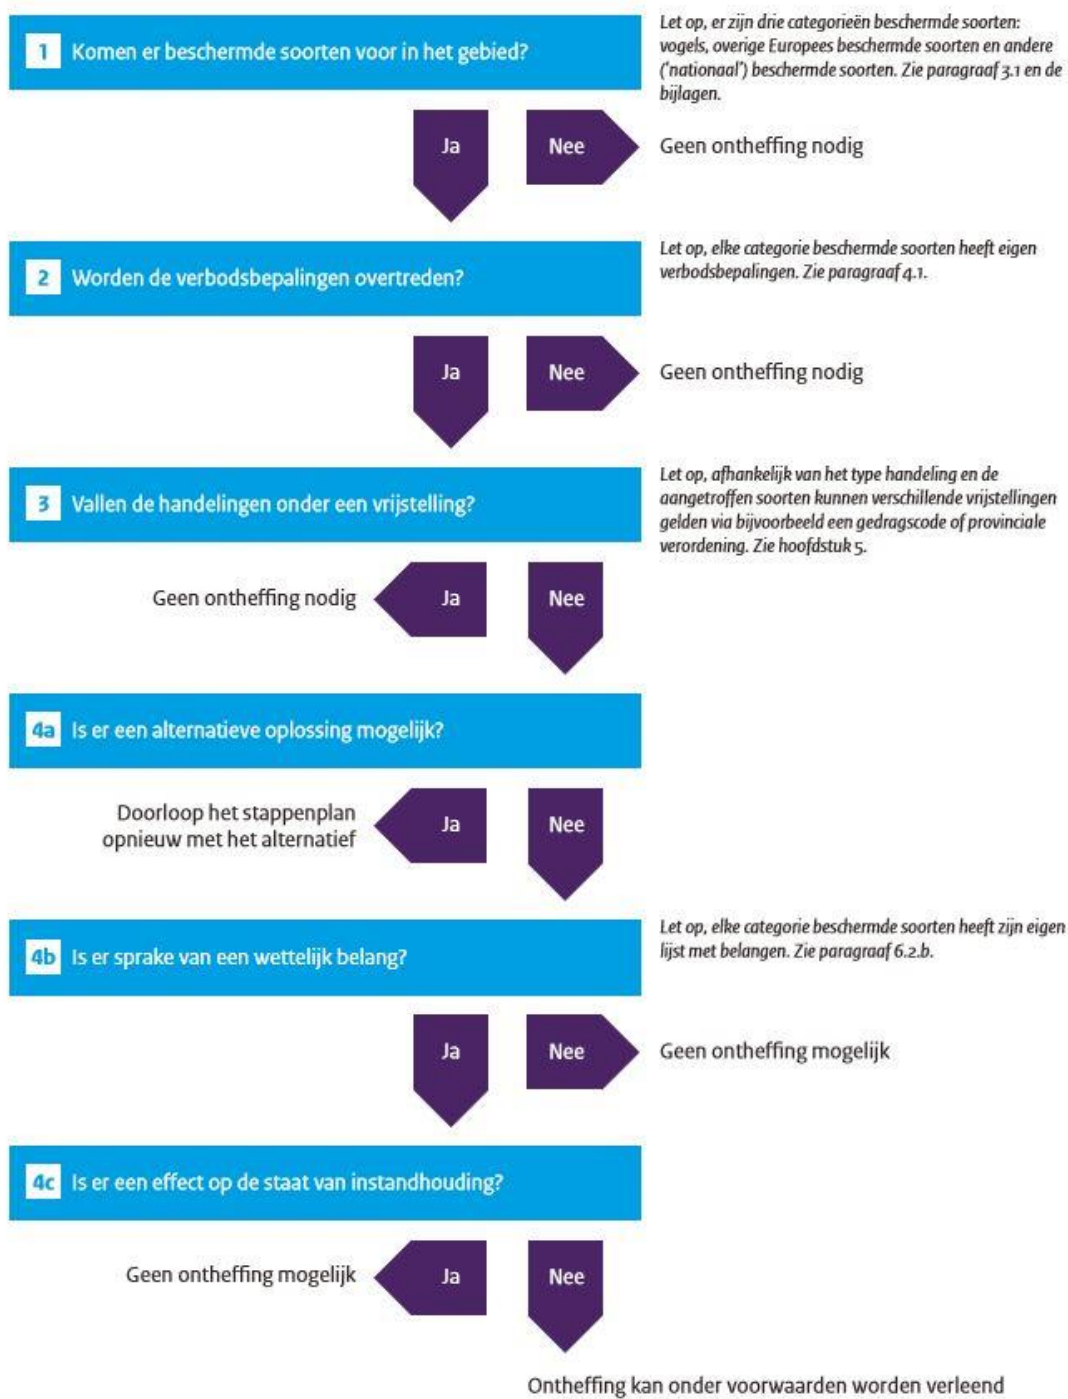 1 Komen er beschermde soorten voor in het gebied?
Let op, er zijn drie categorieën beschermde soorten:
vogels, overige Europees beschermde soorten en andere
('nationaal') beschermde soorten. Zie paragraaf 3.1 en de
bijlagen.
Ja
Nee
Geen ontheffing nodig
2 Worden de verbodsbepalingen overtreden?
Let op, elke categorie beschermde soorten heeft eigen
verbodsbepalingen. Zie paragraaf 4.1.
Ja
Nee
Geen ontheffing nodig
3 Vallen de handelingen onder een vrijstelling?
Let op, afhankelijk van het type handeling en de
aangetroffen soorten kunnen verschillende vrijstellingen
gelden via bijvoorbeeld een gedragscode of provinciale
verordening. Zie hoofdstuk 5.
Geen ontheffing nodig
Ja
Nee
4a Is er een alternatieve oplossing mogelijk?
Doorloop het stappenplan
opnieuw met het alternatief
Ja
Nee
4b Is er sprake van een wettelijk belang?
Let op, elke categorie beschermde soorten heeft zijn eigen
lijst met belangen. Zie paragraaf 6.2.b.
Ja
Nee
Geen ontheffing mogelijk
4c Is er een effect op de staat van instandhouding?
Geen ontheffing mogelijk
Ja
Nee
Ontheffing kan onder voorwaarden worden verleend